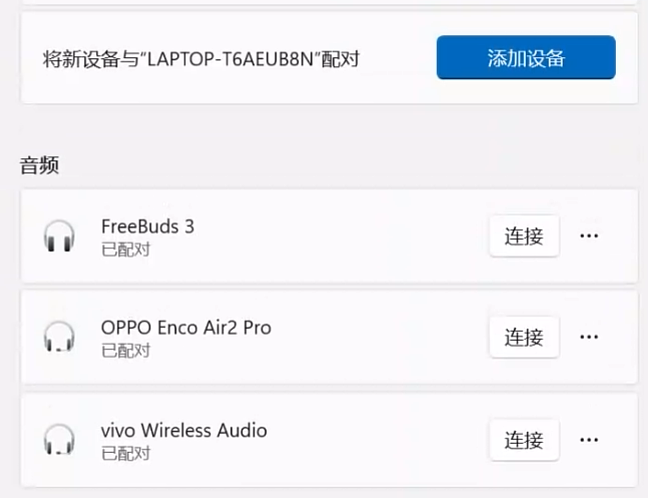 将新设备与“LAPTOP-T6AEUB8N”配对
添加设备
音频
FreeBuds 3
已配对
连接
OPPO Enco Air2 Pro
已配对
连接
vivo Wireless Audio
已配对
连接